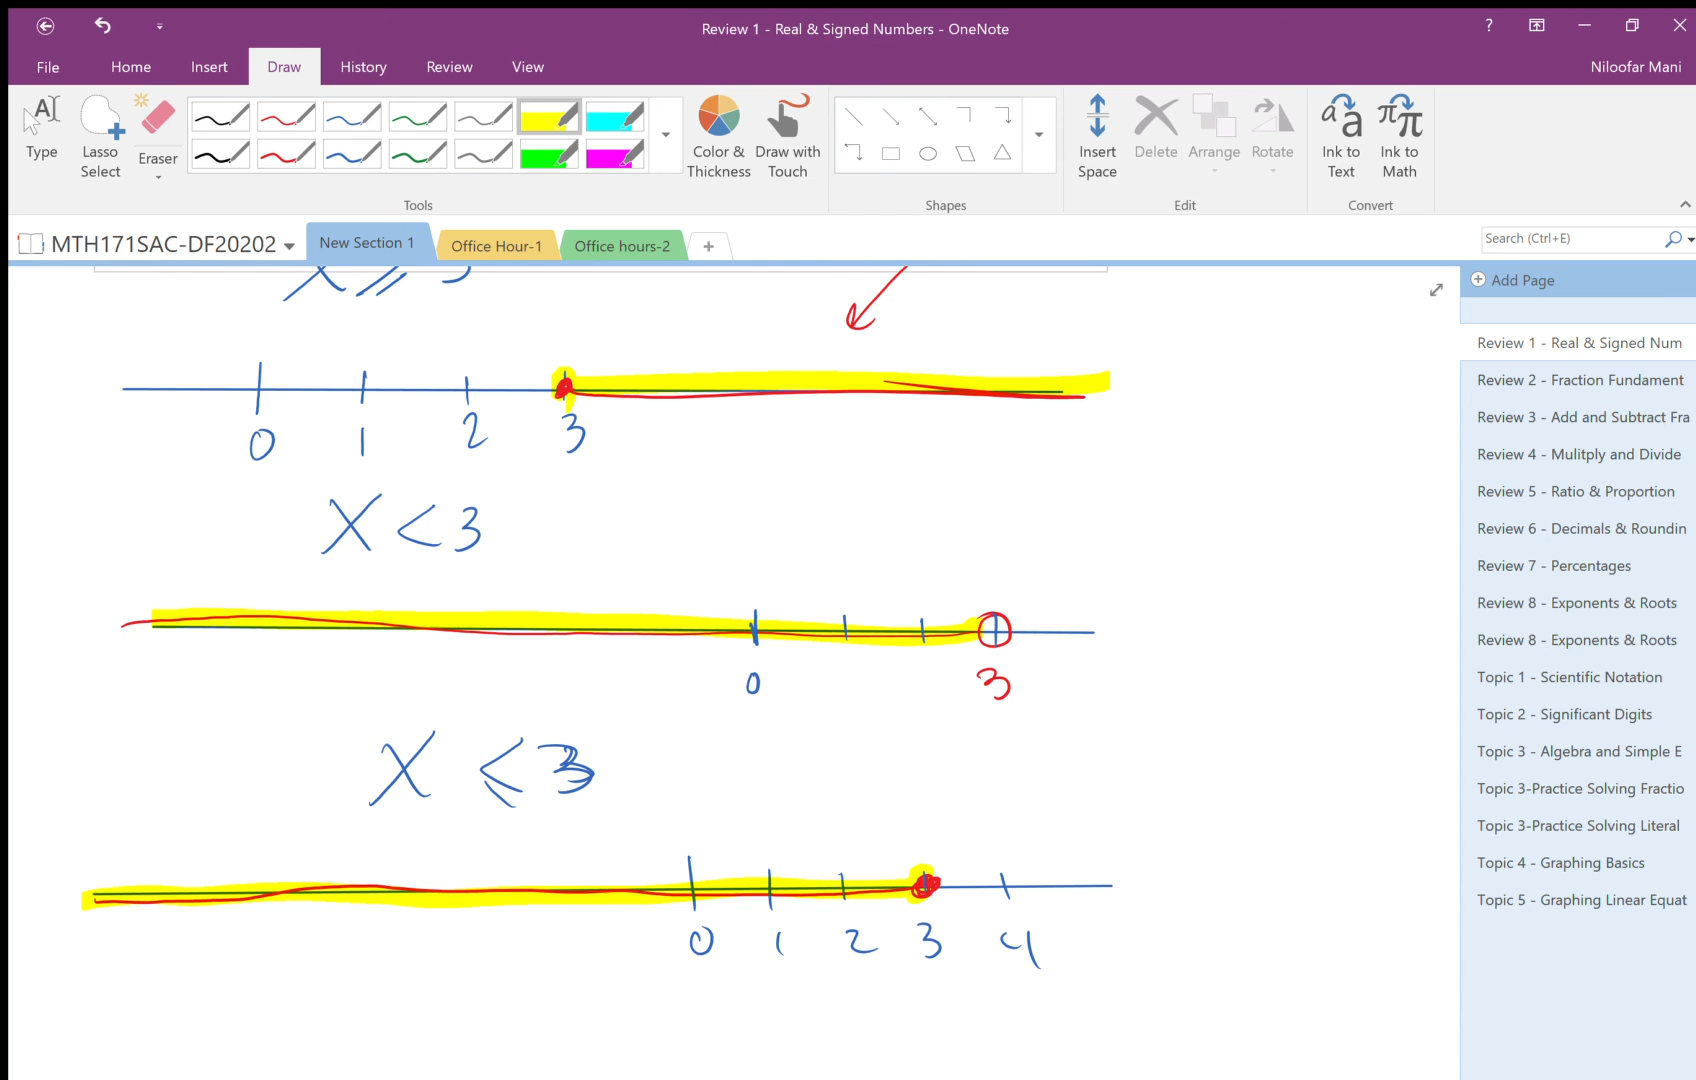 Review 1 - Real & Signed Numbers - OneNote
?
File Home Insert Draw History Review View
Niloofar Mani
Type
Lasso Select
Eraser
Color & Thickness
Draw with Touch
Insert Space
Delete
Arrange
Rotate
Ink to Text
Ink to Math
Tools
Shapes
Edit
Convert
MTH171SAC-DF20202
New Section 1
Office Hour-1
Office hours-2
+
Search (Ctrl+E)
Add Page
Review 1 - Real & Signed Num
Review 2 - Fraction Fundament
Review 3 - Add and Subtract Fra
Review 4 - Mulitply and Divide
Review 5 - Ratio & Proportion
Review 6 - Decimals & Roundin
Review 7 - Percentages
Review 8 - Exponents & Roots
Review 8 - Exponents & Roots
Topic 1 - Scientific Notation
Topic 2 - Significant Digits
Topic 3 - Algebra and Simple E
Topic 3-Practice Solving Fractio
Topic 3-Practice Solving Literal
Topic 4 - Graphing Basics
Topic 5 - Graphing Linear Equat
X ≥ 3
0 1 2 3
X < 3
0 3
X ≤ 3
0 1 2 3 4